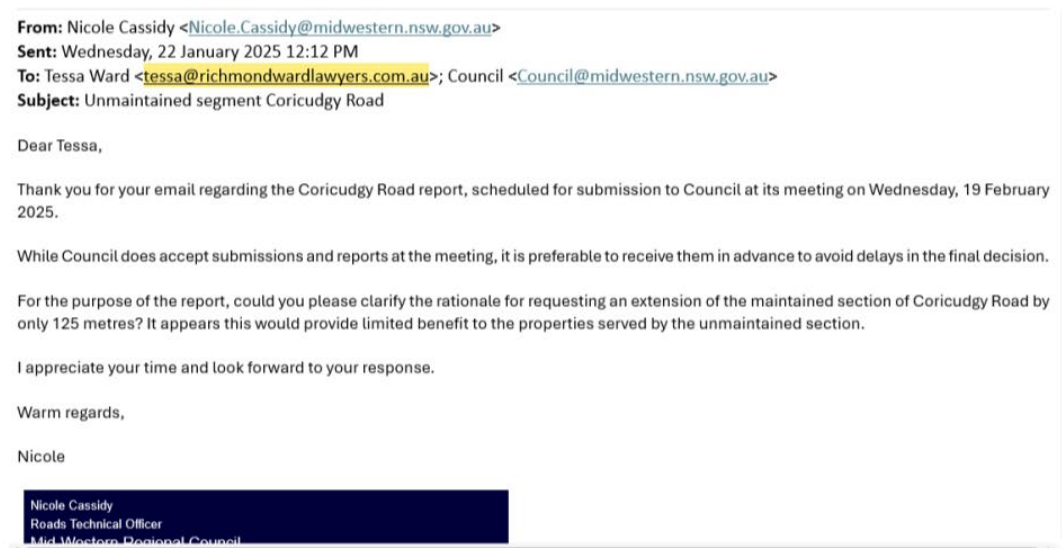 From: Nicole Cassidy <Nicole.Cassidy@midwestern.nsw.gov.au>
Sent: Wednesday, 22 January 2025 12:12 PM
To: Tessa Ward <tessa@richmondwardlawyers.com.au>; Council <Council@midwestern.nsw.gov.au>
Subject: Unmaintained segment Coricudgy Road
Dear Tessa,
Thank you for your email regarding the Coricudgy Road report, scheduled for submission to Council at its meeting on Wednesday, 19 February
2025.
While Council does accept submissions and reports at the meeting, it is preferable to receive them in advance to avoid delays in the final decision.
For the purpose of the report, could you please clarify the rationale for requesting an extension of the maintained section of Coricudgy Road by
only 125 metres? It appears this would provide limited benefit to the properties served by the unmaintained section.
I appreciate your time and look forward to your response.
Warm regards,
Nicole
Nicole Cassidy
Roads Technical Officer
Mid-Western Regional Council